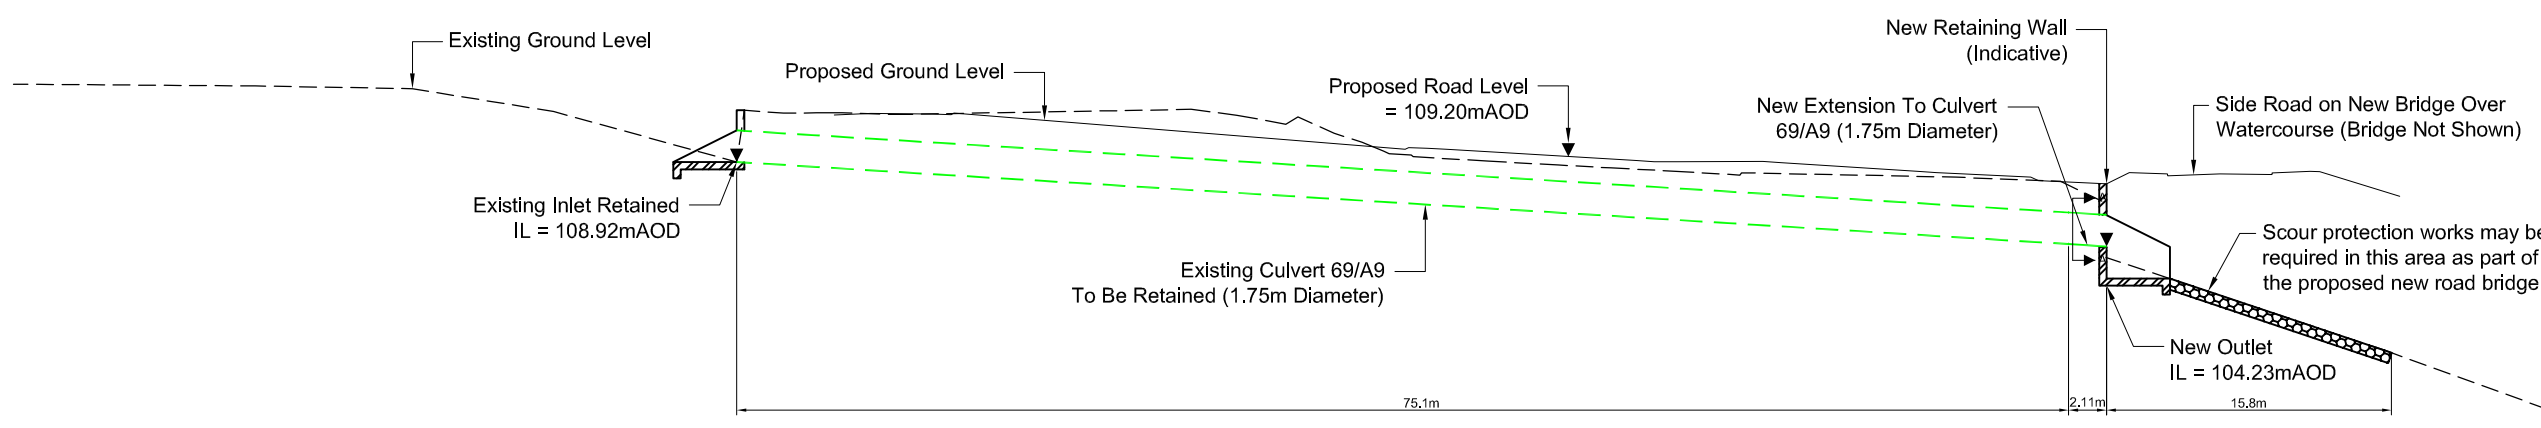 Existing Ground Level
Proposed Ground Level
Proposed Road Level
= 109.20mAOD
New Retaining Wall
(Indicative)
New Extension To Culvert
69/A9 (1.75m Diameter)
Side Road on New Bridge Over
Watercourse (Bridge Not Shown)
Existing Inlet Retained
IL = 108.92mAOD
Existing Culvert 69/A9
To Be Retained (1.75m Diameter)
Scour protection works may be
required in this area as part of
the proposed new road bridge
New Outlet
IL = 104.23mAOD
75.1m
2.11m
15.8m